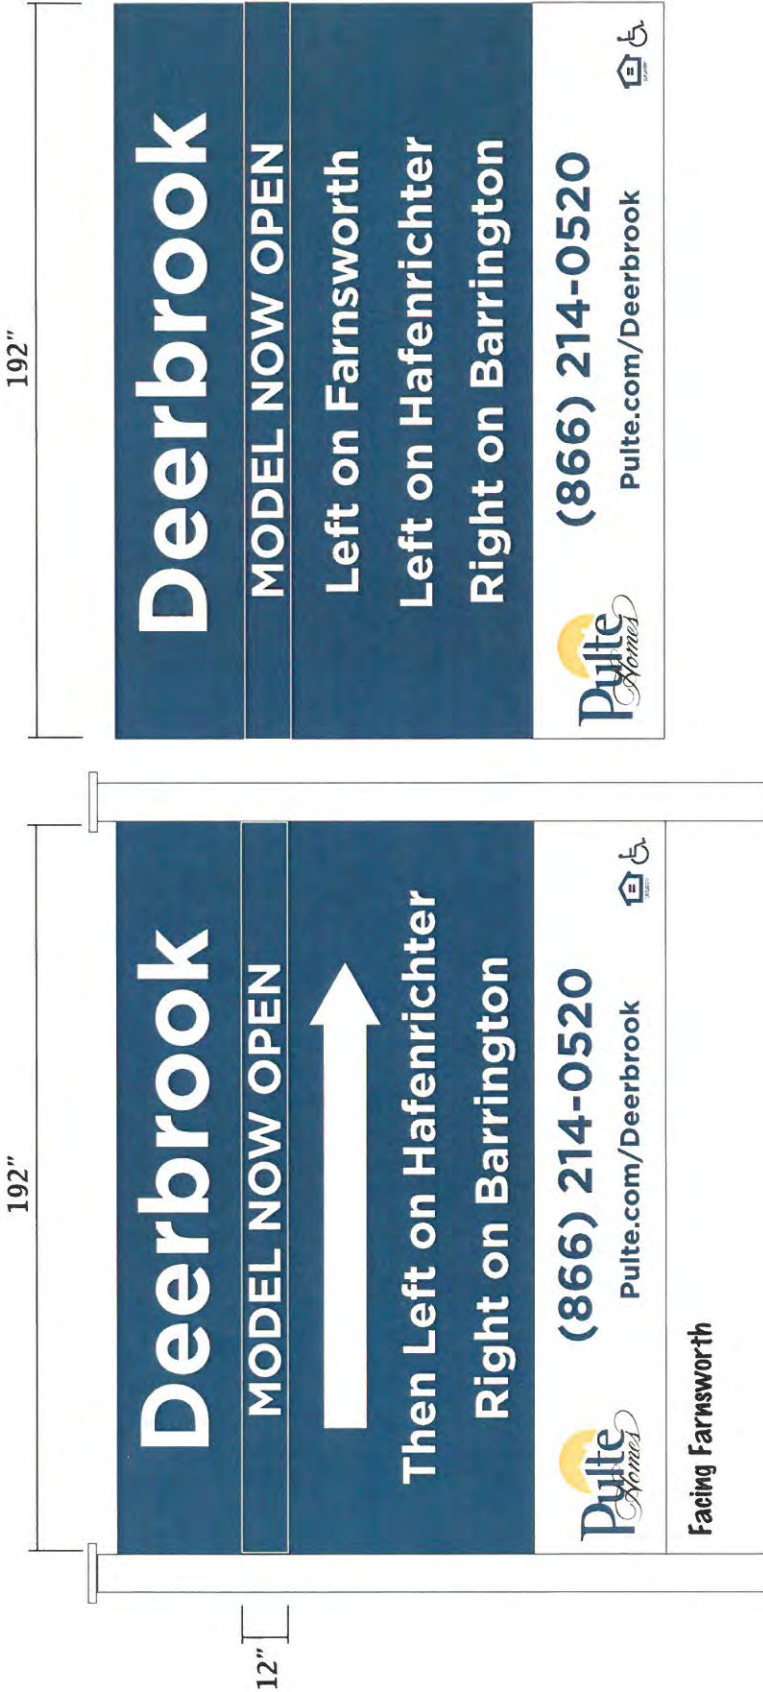 192"
12"
Deerbrook
MODEL NOW OPEN
Then Left on Hafenrichter
Right on Barrington
Pulte
Homes
(866) 214-0520
Pulte.com/Deerbrook
Facing Farnsworth
192"
Deerbrook
MODEL NOW OPEN
Left on Farnsworth
Left on Hafenrichter
Right on Barrington
Pulte
Homes
(866) 214-0520
Pulte.com/Deerbrook